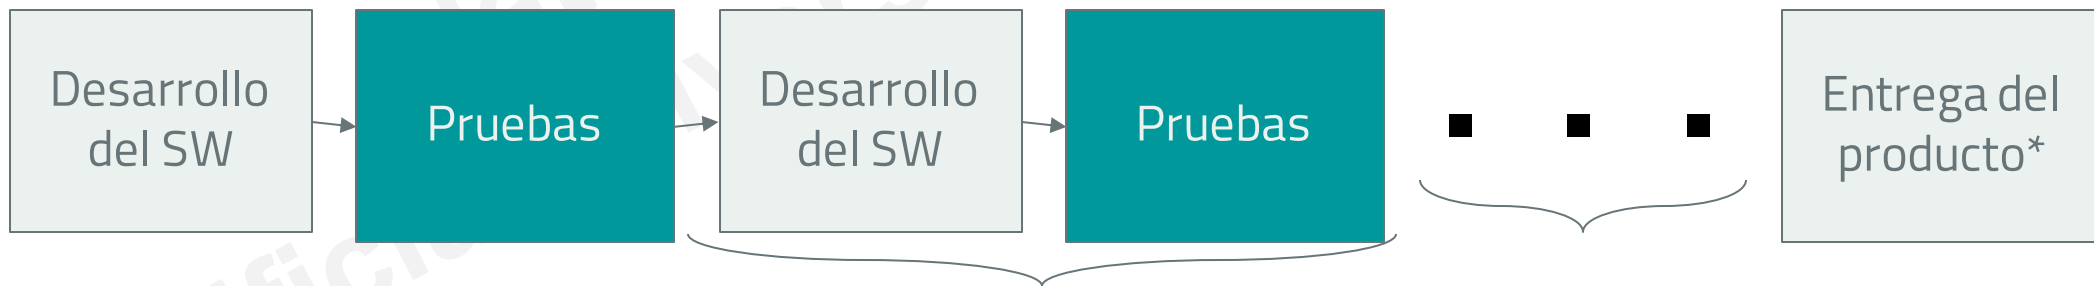 Desarrollo
del SW
Pruebas
Desarrollo
del SW
Pruebas
Entrega del
producto*